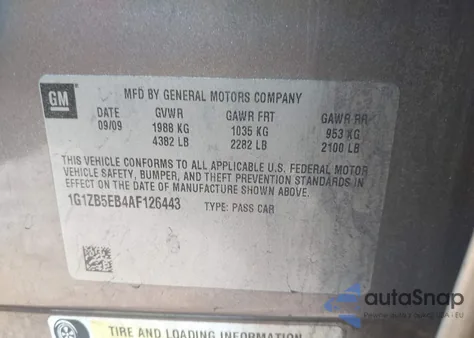 GM
MFD BY GENERAL MOTORS COMPANY
DATE GVWR GAWR FRT GAWR RR
09/09 1988 KG 1035 KG 953 KG
4382 LB 2282 LB 2100 LB
THIS VEHICLE CONFORMS TO ALL APPLICABLE U.S. FEDERAL MOTOR
VEHICLE SAFETY, BUMPER, AND THEFT PREVENTION STANDARDS IN
EFFECT ON THE DATE OF MANUFACTURE SHOWN ABOVE.
1G1ZB5EB4AF126443 TYPE: PASS CAR
autoSnap
TIRE AND LOADING INFORMATION